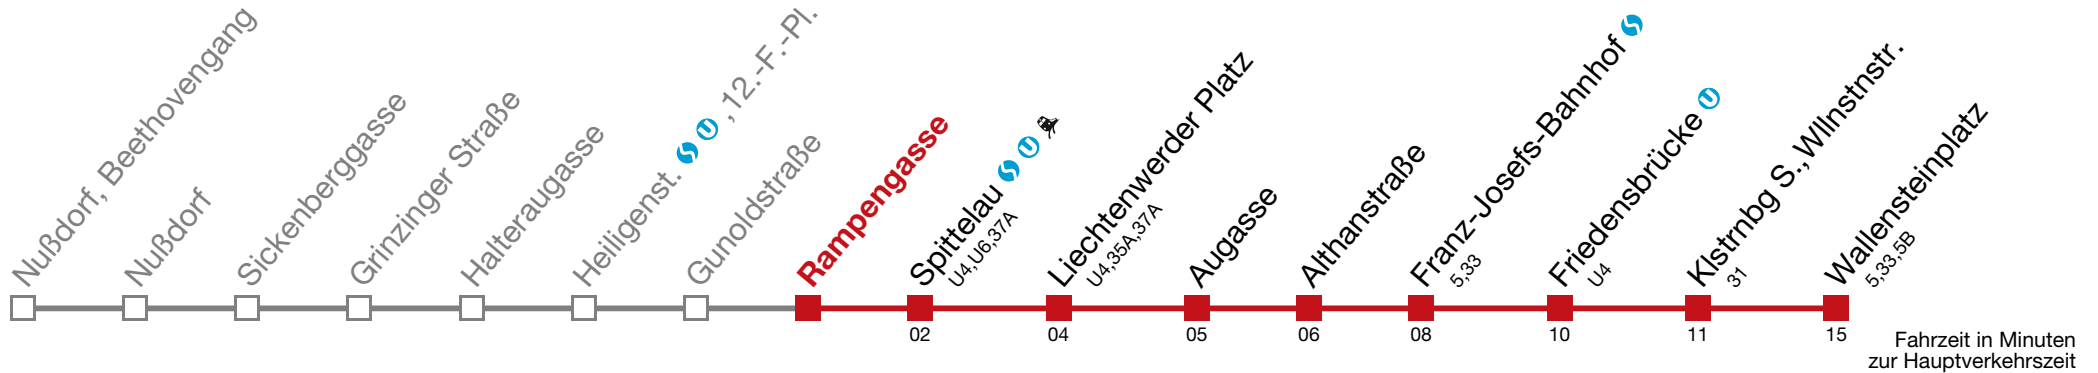 Nußdorf, Beethovengang
Nußdorf
Sickenberggasse
Grinzinger Straße
Halteraugasse
Heiligenst. S U , 12.-F.-Pl.
Gunoldstraße
Rampengasse
Spittelau S U
U4,U6,37A
Liechtenwerder Platz
U4,35A,37A
Augasse
Althanstraße
Franz-Josefs-Bahnhof S
5,33
Friedensbrücke U
U4
Klstrnbg S.,Wllnstnstr.
31
Wallensteinplatz
5,33,5B
02
04
05
06
08
10
11
15
Fahrzeit in Minuten
zur Hauptverkehrszeit